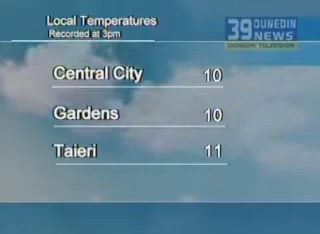 Local Temperatures
Recorded at 3pm
39 DUNEDIN NEWS
DUNEDIN TELEVISION
Central City 10
Gardens 10
Taieri 11